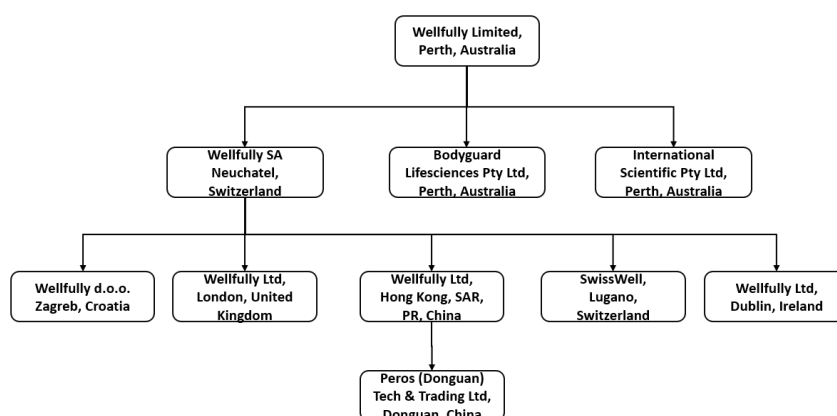 Wellfully Limited,
Perth, Australia
Wellfully SA
Neuchatel,
Switzerland
Bodyguard
Lifesciences Pty Ltd,
Perth, Australia
International
Scientific Pty Ltd,
Perth, Australia
Wellfully d.o.o.
Zagreb, Croatia
Wellfully Ltd,
London, United
Kingdom
Wellfully Ltd,
Hong Kong, SAR,
PR, China
SwissWell,
Lugano,
Switzerland
Wellfully Ltd,
Dublin, Ireland
Peros (Donguan)
Tech & Trading Ltd,
Donguan, China